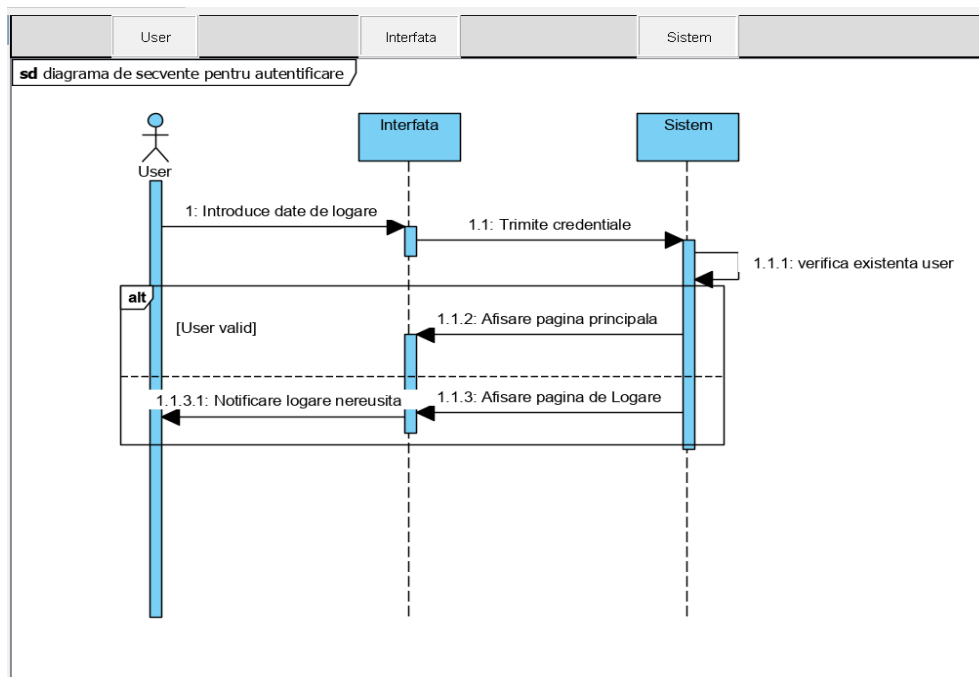 User
Interfata
Sistem
sd diagrama de secvente pentru autentificare
Interfata
Sistem
User
1: Introduce date de logare
1.1: Trimite credentiale
1.1.1: verifica existenta user
alt
1.1.2: Afisare pagina principala
[User valid]
1.1.3.1: Notificare logare nereusita
1.1.3: Afisare pagina de Logare